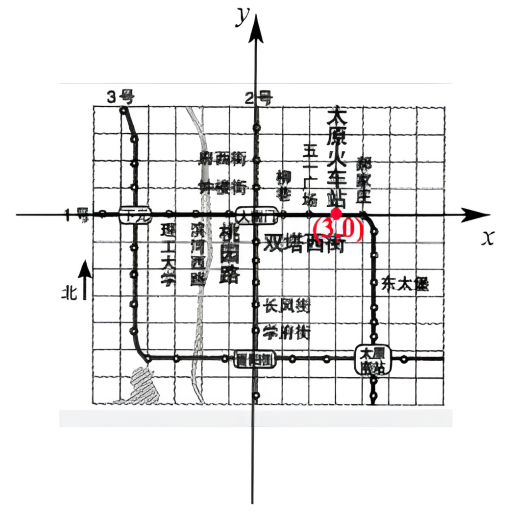 y
3号
2号
太原火车站
五一广场
府西街
柳巷
郝家庄
钟楼街
1号
下元
大南门
(3,0)
x
理工大学
滨河西路
桃园路
双塔西街
北
东太堡
长风街
学府街
晋阳街
太原
南站